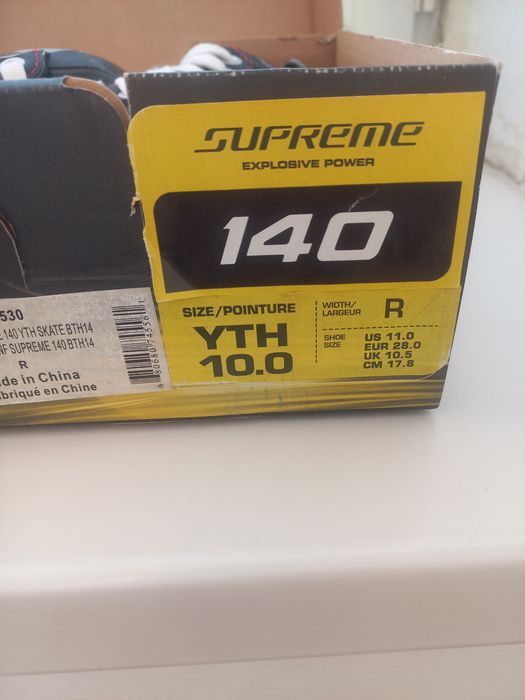 SUPREME
EXPLOSIVE POWER
140
SIZE/POINTURE
YTH
10.0
WIDTH/
LARGEUR
R
SHOE
SIZE
US 11.0
EUR 28.0
UK 10.5
CM 17.8
530
140 YTH SKATE BTH14
NF SUPREME 140 BTH14
R
de in China
briqué en Chine